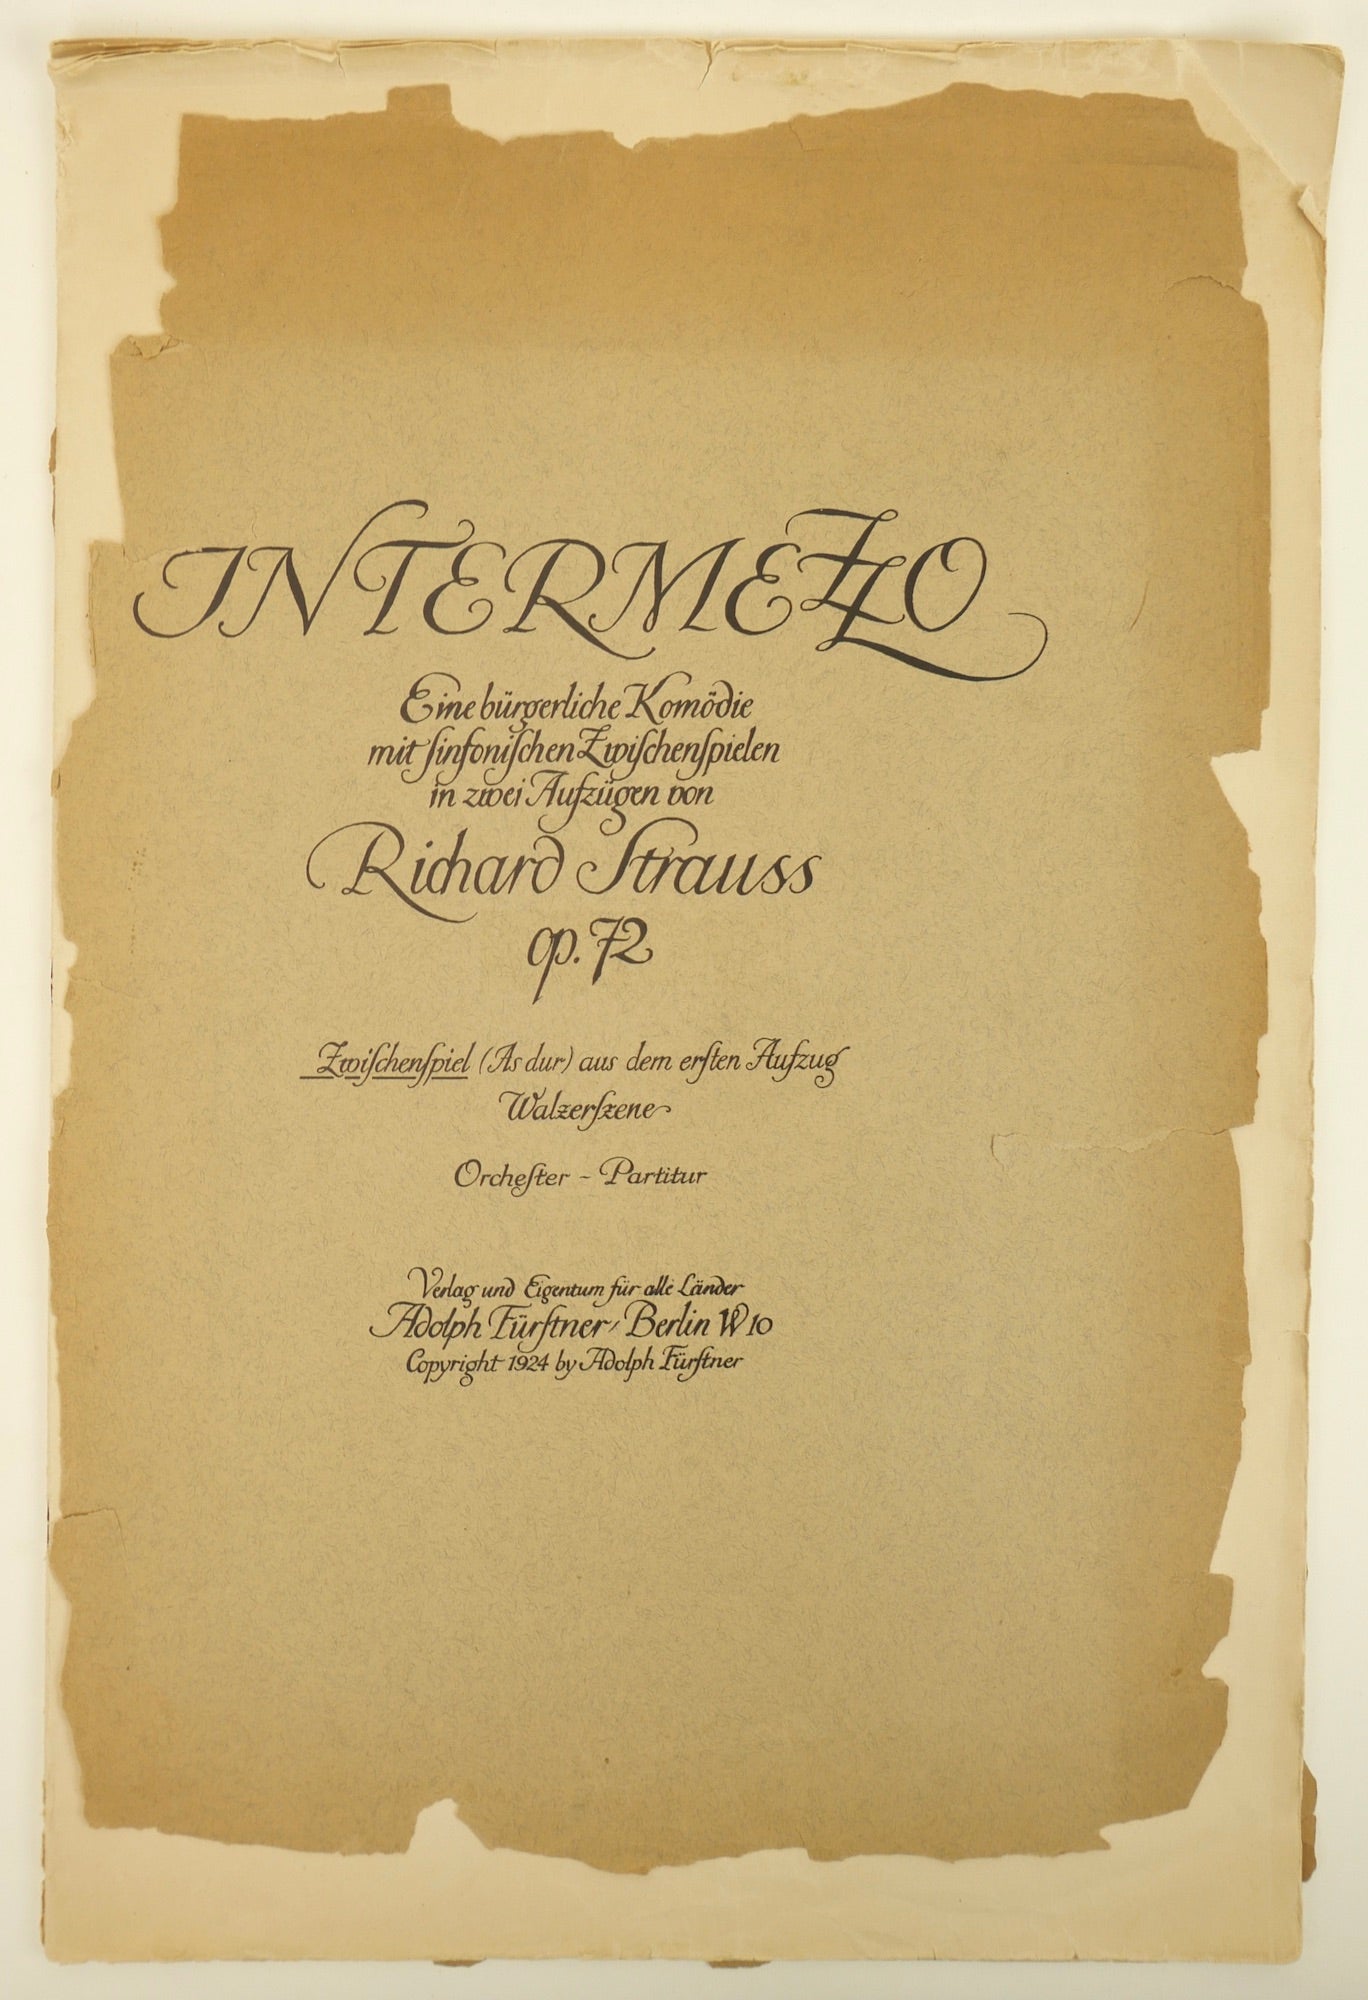 INTERMEZZO
Eine bürgerliche Komödie
mit ſinfoniſchen Zwiſchenſpielen
in zwei Aufzügen von
Richard Strauss
op. 72
Zwiſchenſpiel (As dur) aus dem erſten Aufzug
Walzerſzene
Orcheſter - Partitur
Verlag und Eigentum für alle Länder
Adolph Fürſtner, Berlin W 10
Copyright 1924 by Adolph Fürſtner